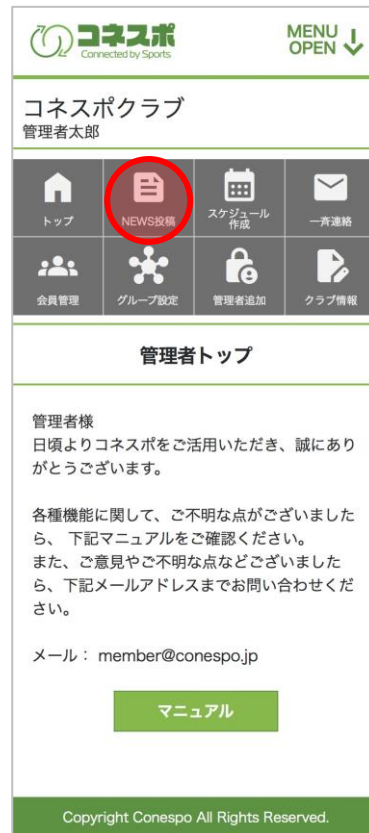 コネスポ
Connected by Sports
MENU
OPEN
コネスポクラブ
管理者太郎
トップ
NEWS投稿
スケジュール
作成
一斉連絡
会員管理
グループ設定
管理者追加
クラブ情報
管理者トップ
管理者様
日頃よりコネスポをご活用いただき、誠にあり
がとうございます。
各種機能に関して、ご不明な点がございました
ら、 下記マニュアルをご確認ください。
また、ご意見やご不明な点などございました
ら、下記メールアドレスまでお問い合わせくだ
さい。
メール： member@conespo.jp
マニュアル
Copyright Conespo All Rights Reserved.